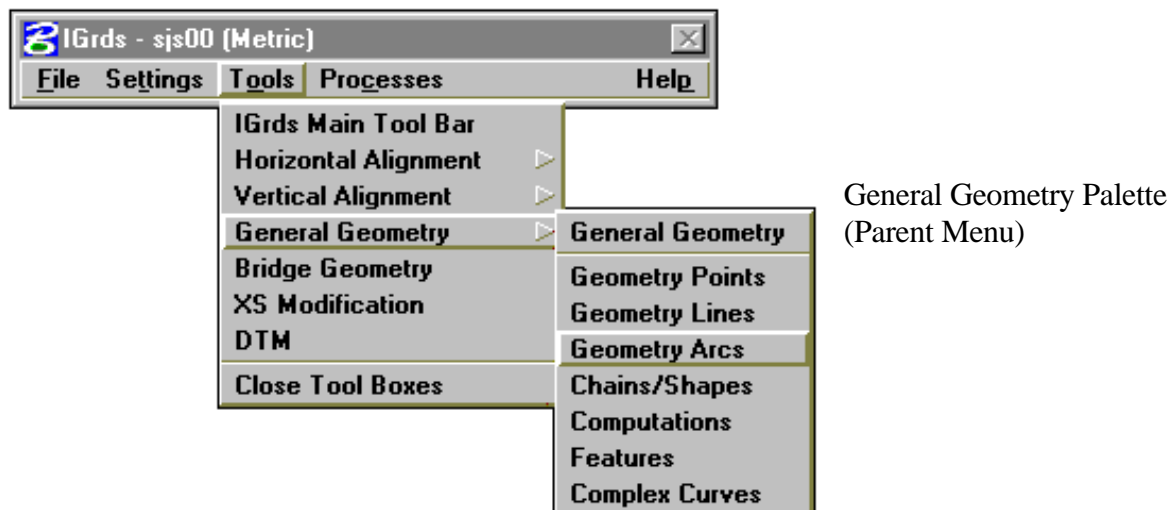 IGrds - sjs00 (Metric)
File Settings Tools Processes Help
IGrds Main Tool Bar
Horizontal Alignment
Vertical Alignment
General Geometry
Bridge Geometry
XS Modification
DTM
Close Tool Boxes
General Geometry
Geometry Points
Geometry Lines
Geometry Arcs
Chains/Shapes
Computations
Features
Complex Curves
General Geometry Palette
(Parent Menu)